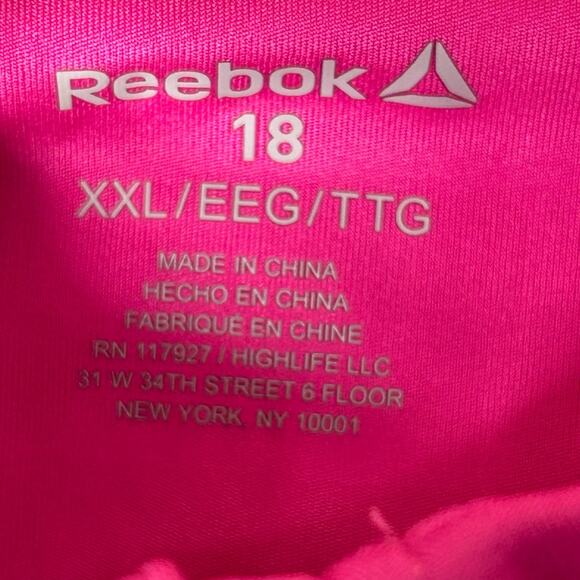 Reebok
18
XXL/EEG/TTG
MADE IN CHINA
HECHO EN CHINA
FABRIQUÉ EN CHINE
RN 117927 / HIGHLIFE LLC
31 W 34TH STREET 6 FLOOR
NEW YORK, NY 10001